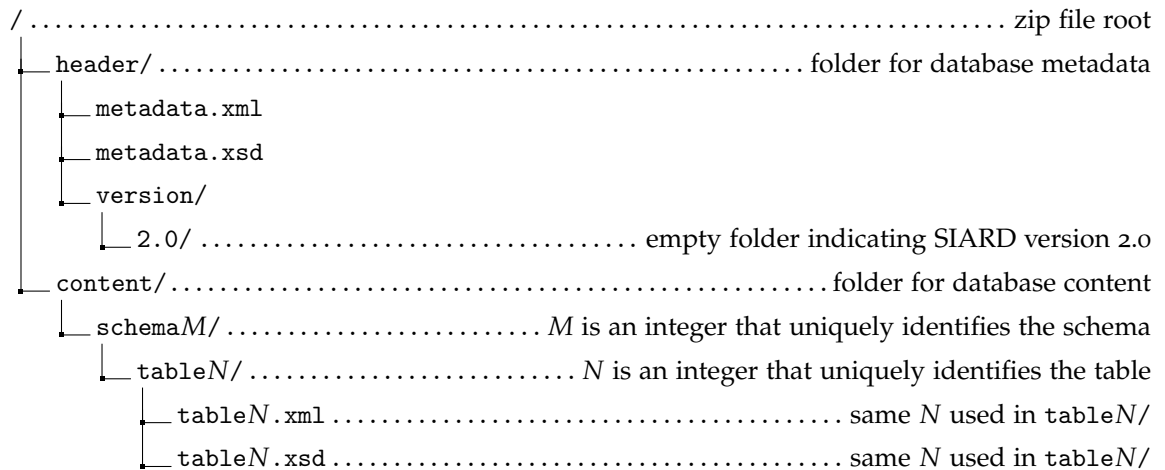 / ........................................ zip file root
header/ ........................................ folder for database metadata
metadata.xml
metadata.xsd
version/
2.0/ ........................................ empty folder indicating SIARD version 2.0
content/ ........................................ folder for database content
schemaM/ ........................................ M is an integer that uniquely identifies the schema
tableN/ ........................................ N is an integer that uniquely identifies the table
tableN.xml ........................................ same N used in tableN/
tableN.xsd ........................................ same N used in tableN/